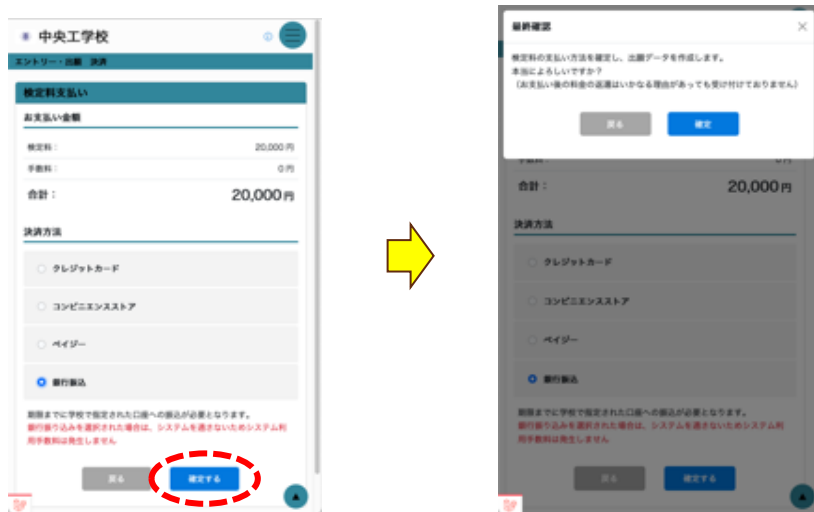 中央工学校
エントリー・出願 決済
検定料支払い
お支払い金額
検定料: 20,000 円
手数料: 0 円
合計: 20,000 円
決済方法
クレジットカード
コンビニエンスストア
ペイジー
銀行振込
期限までに学校で指定された口座への振込が必要となります。
銀行振り込みを選択された場合は、システムを通さないためシステム利
用手数料は発生しません
戻る 確定する
最終確認
検定料の支払い方法を確定し、出願データを作成します。
本当によろしいですか?
(お支払い後の料金の返還はいかなる理由があっても受け付けておりません)
戻る 確定
手数料: 0 円
合計: 20,000 円
決済方法
クレジットカード
コンビニエンスストア
ペイジー
銀行振込
期限までに学校で指定された口座への振込が必要となります。
銀行振り込みを選択された場合は、システムを通さないためシステム利
用手数料は発生しません
戻る 確定する